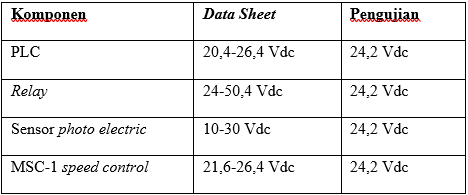 Komponen Data Sheet Pengujian
PLC 20,4-26,4 Vdc 24,2 Vdc
Relay 24-50,4 Vdc 24,2 Vdc
Sensor photo electric 10-30 Vdc 24,2 Vdc
MSC-1 speed control 21,6-26,4 Vdc 24,2 Vdc